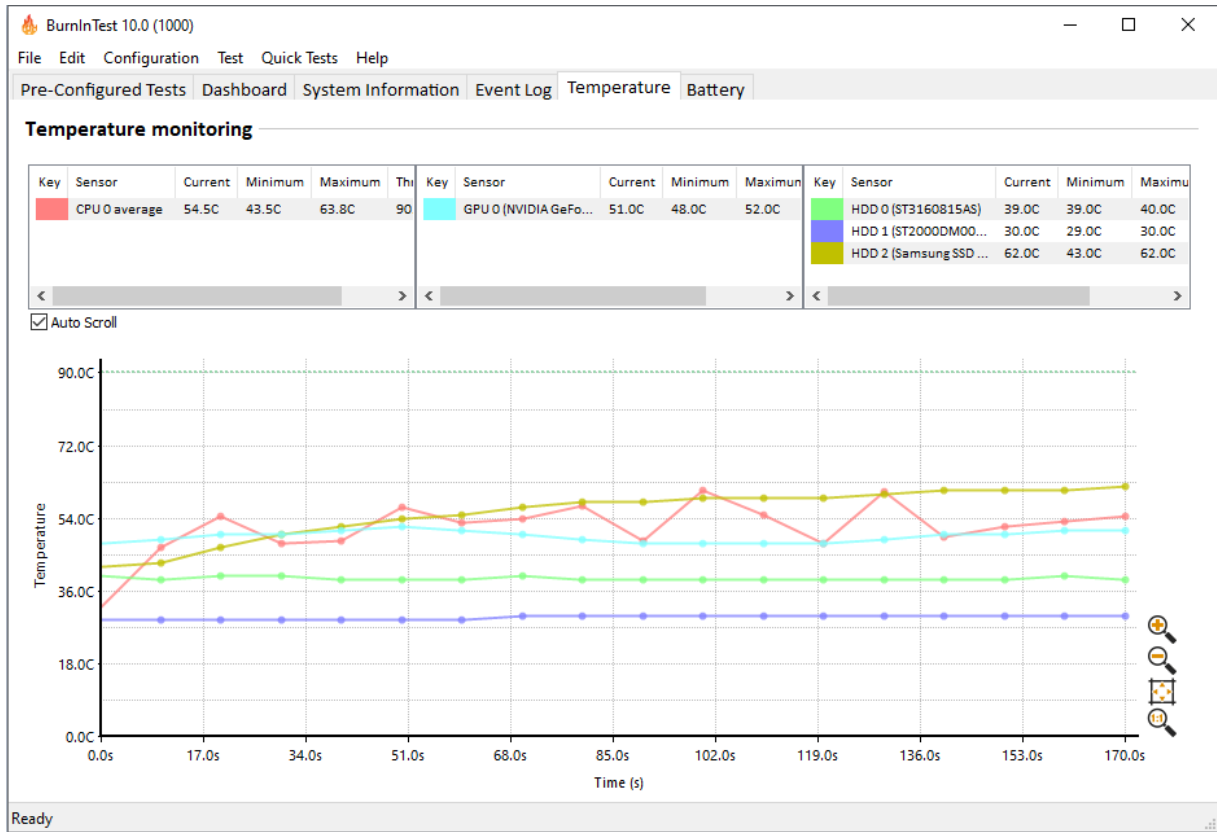 BurnInTest 10.0 (1000)
File Edit Configuration Test Quick Tests Help
Pre-Configured Tests Dashboard System Information Event Log Temperature Battery
Temperature monitoring
Key Sensor Current Minimum Maximum Thr
CPU 0 average 54.5C 43.5C 63.8C 90.
Key Sensor Current Minimum Maximum
GPU 0 (NVIDIA GeFo... 51.0C 48.0C 52.0C
Key Sensor Current Minimum Maximu
HDD 0 (ST3160815AS) 39.0C 39.0C 40.0C
HDD 1 (ST2000DM00... 30.0C 29.0C 30.0C
HDD 2 (Samsung SSD ... 62.0C 43.0C 62.0C
Auto Scroll
90.0C
72.0C
54.0C
36.0C
18.0C
0.0C
Temperature
0.0s 17.0s 34.0s 51.0s 68.0s 85.0s 102.0s 119.0s 136.0s 153.0s 170.0s
Time (s)
1:1
Ready